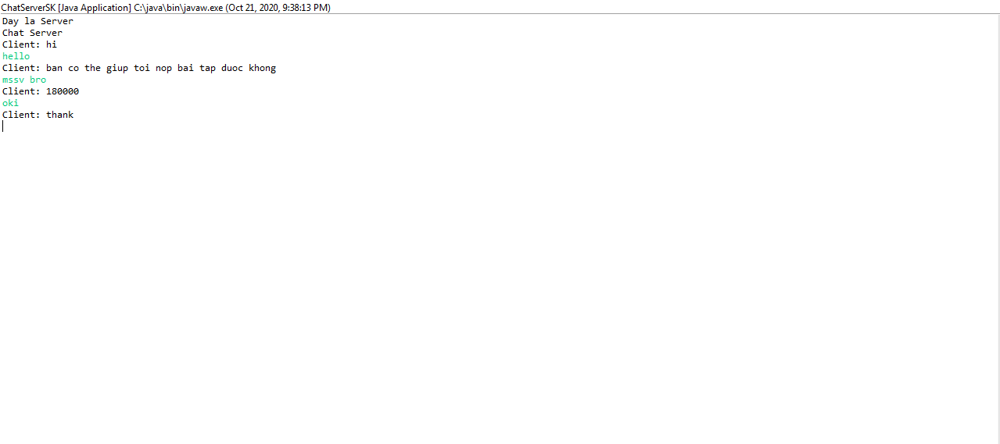 ChatServerSK [Java Application] C:\java\bin\javaw.exe (Oct 21, 2020, 9:38:13 PM)
Day la Server
Chat Server
Client: hi
hello
Client: ban co the giup toi nop bai tap duoc khong
mssv bro
Client: 180000
oki
Client: thank